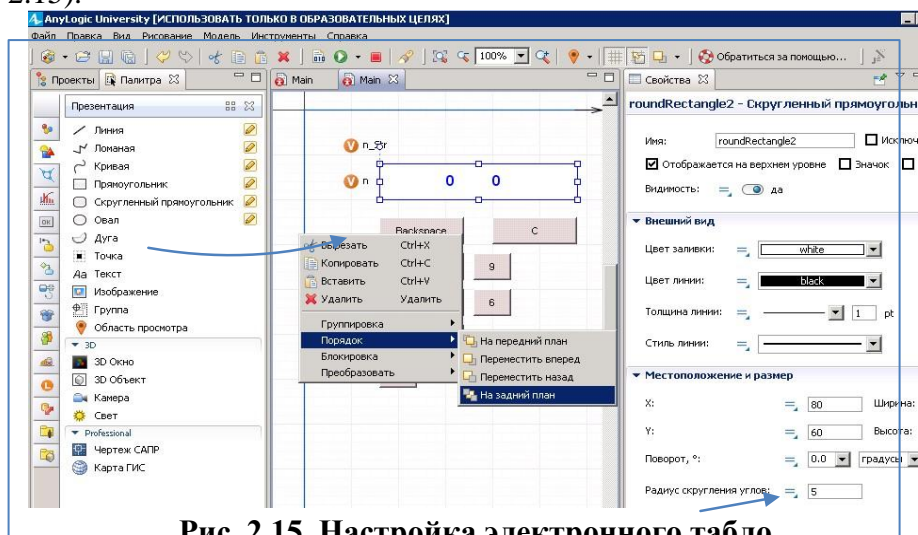 2.15).
AnyLogic University [ИСПОЛЬЗОВАТЬ ТОЛЬКО В ОБРАЗОВАТЕЛЬНЫХ ЦЕЛЯХ]
Файл Правка Вид Рисование Модель Инструменты Справка
100% Обратиться за помощью...
Проекты Палитра Main Main Свойства
Презентация
Линия
Ломаная
Кривая
Прямоугольник
Скругленный прямоугольник
Овал
Дуга
Точка
Aa Текст
Изображение
Группа
Область просмотра
3D
3D Окно
3D Объект
Камера
Свет
Professional
Чертеж САПР
Карта ГИС
V n_Str
V n 0 0
Backspace C
9
6
Вырезать Ctrl+X
Копировать Ctrl+C
Вставить Ctrl+V
Удалить Удалить
Группировка
Порядок
Блокировка
Преобразовать
На передний план
Переместить вперед
Переместить назад
На задний план
roundRectangle2 - Скругленный прямоугольн
Имя: roundRectangle2 Исключ
Отображается на верхнем уровне Значок
Видимость: да
Внешний вид
Цвет заливки: white
Цвет линии: black
Толщина линии: 1 pt
Стиль линии:
Местоположение и размер
X: 80 Ширина:
Y: 60 Высота:
Поворот, °: 0.0 градусы
Радиус скругления углов: 5
Рис. 2.15. Настройка электронного табло